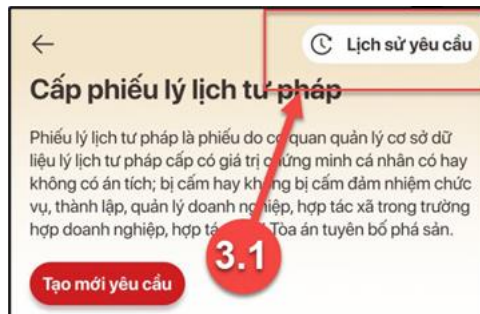 Lịch sử yêu cầu
Cấp phiếu lý lịch tư pháp
Phiếu lý lịch tư pháp là phiếu do cơ quan quản lý cơ sở dữ
liệu lý lịch tư pháp cấp có giá trị chứng minh cá nhân có hay
không có án tích; bị cấm hay không bị cấm đảm nhiệm chức
vụ, thành lập, quản lý doanh nghiệp, hợp tác xã trong trường
hợp doanh nghiệp, hợp Tòa án tuyên bố phá sản.
3.1
Tạo mới yêu cầu